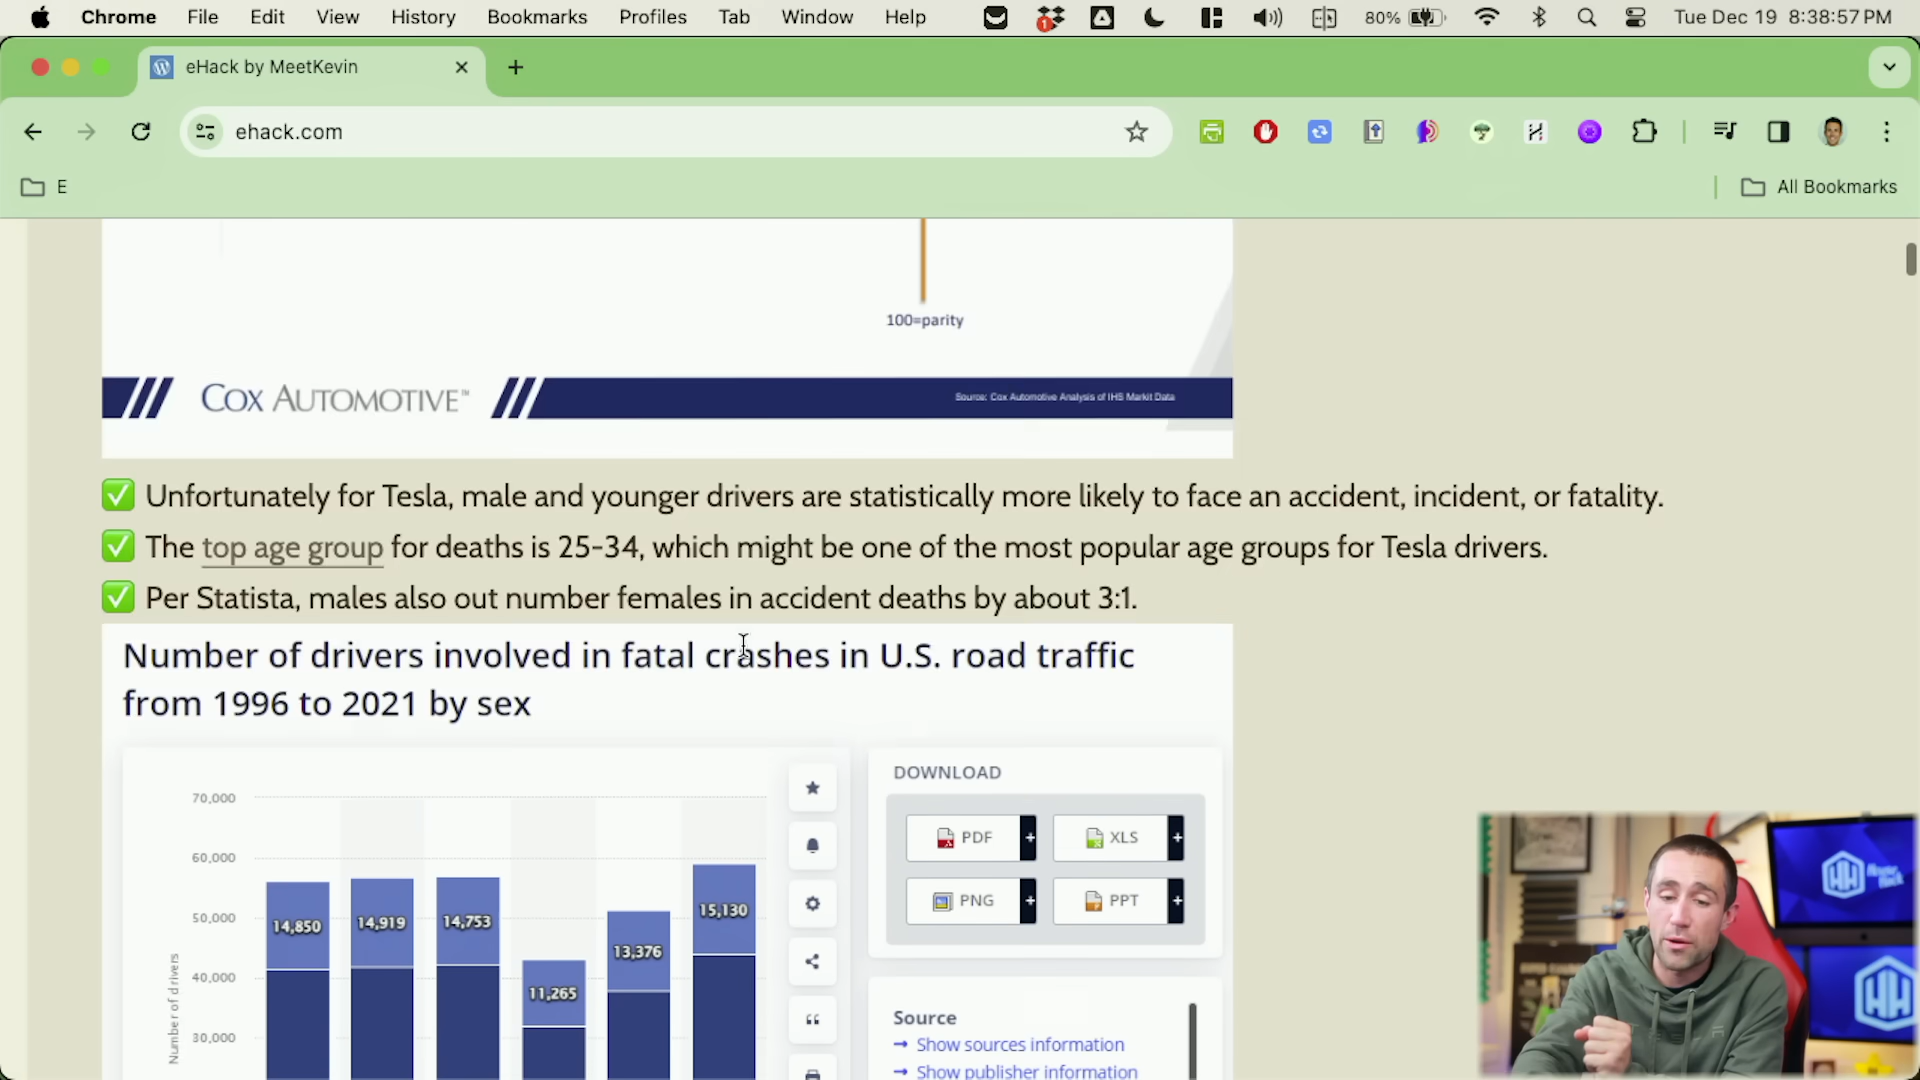 Chrome File Edit View History Bookmarks Profiles Tab Window Help 80% Tue Dec 19 8:38:57 PM
eHack by MeetKevin
ehack.com
E All Bookmarks
100=parity
COX AUTOMOTIVE™ Source: Cox Automotive Analysis of IHS Markit Data
✅ Unfortunately for Tesla, male and younger drivers are statistically more likely to face an accident, incident, or fatality.
✅ The top age group for deaths is 25-34, which might be one of the most popular age groups for Tesla drivers.
✅ Per Statista, males also out number females in accident deaths by about 3:1.
Number of drivers involved in fatal crashes in U.S. road traffic
from 1996 to 2021 by sex
DOWNLOAD
PDF + XLS +
PNG + PPT +
Source
→ Show sources information
→ Show publisher information
Number of drivers
70,000
60,000
50,000
40,000
30,000
14,850 14,919 14,753 11,265 13,376 15,130